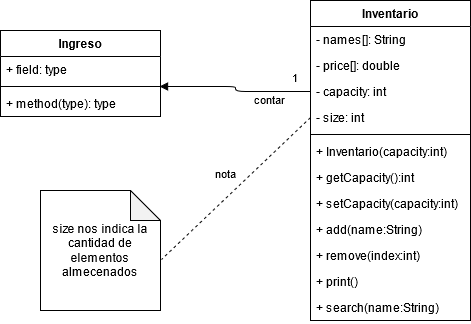 Ingreso
+ field: type
+ method(type): type
1
contar
nota
size nos indica la
cantidad de
elementos
almecenados
Inventario
- names[]: String
- price[]: double
- capacity: int
- size: int
+ Inventario(capacity:int)
+ getCapacity():int
+ setCapacity(capacity:int)
+ add(name:String)
+ remove(index:int)
+ print()
+ search(name:String)